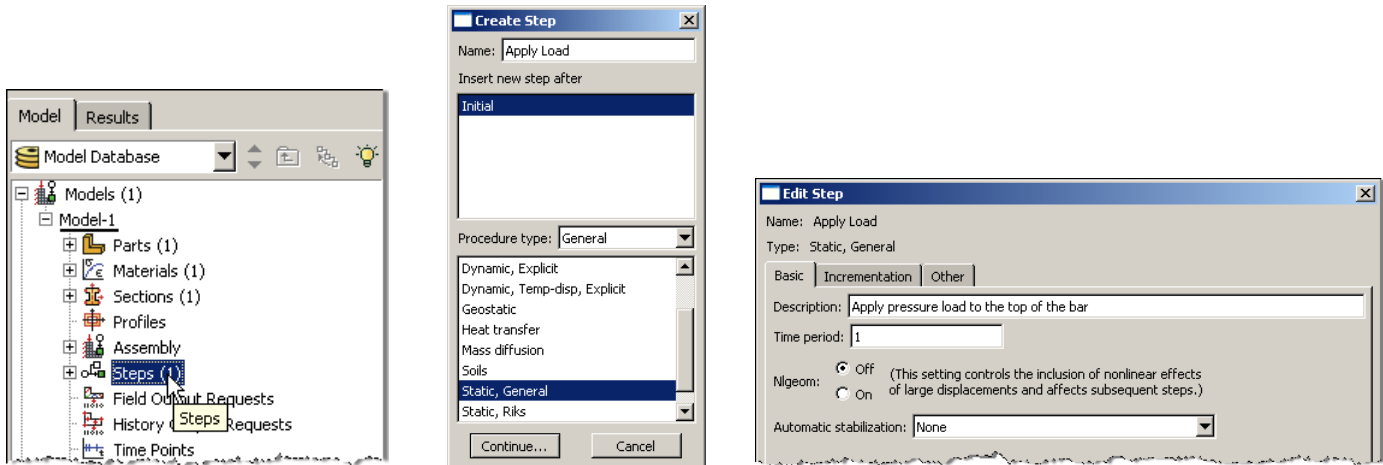 Model Results
Model Database
Models (1)
Model-1
Parts (1)
Materials (1)
Sections (1)
Profiles
Assembly
Steps (1)
Field Output Requests
Steps
History Requests
Time Points
Create Step
Name: Apply Load
Insert new step after
Initial
Procedure type: General
Dynamic, Explicit
Dynamic, Temp-disp, Explicit
Geostatic
Heat transfer
Mass diffusion
Soils
Static, General
Static, Riks
Continue... Cancel
Edit Step
Name: Apply Load
Type: Static, General
Basic Incrementation Other
Description: Apply pressure load to the top of the bar
Time period: 1
Nlgeom: Off (This setting controls the inclusion of nonlinear effects
On of large displacements and affects subsequent steps.)
Automatic stabilization: None